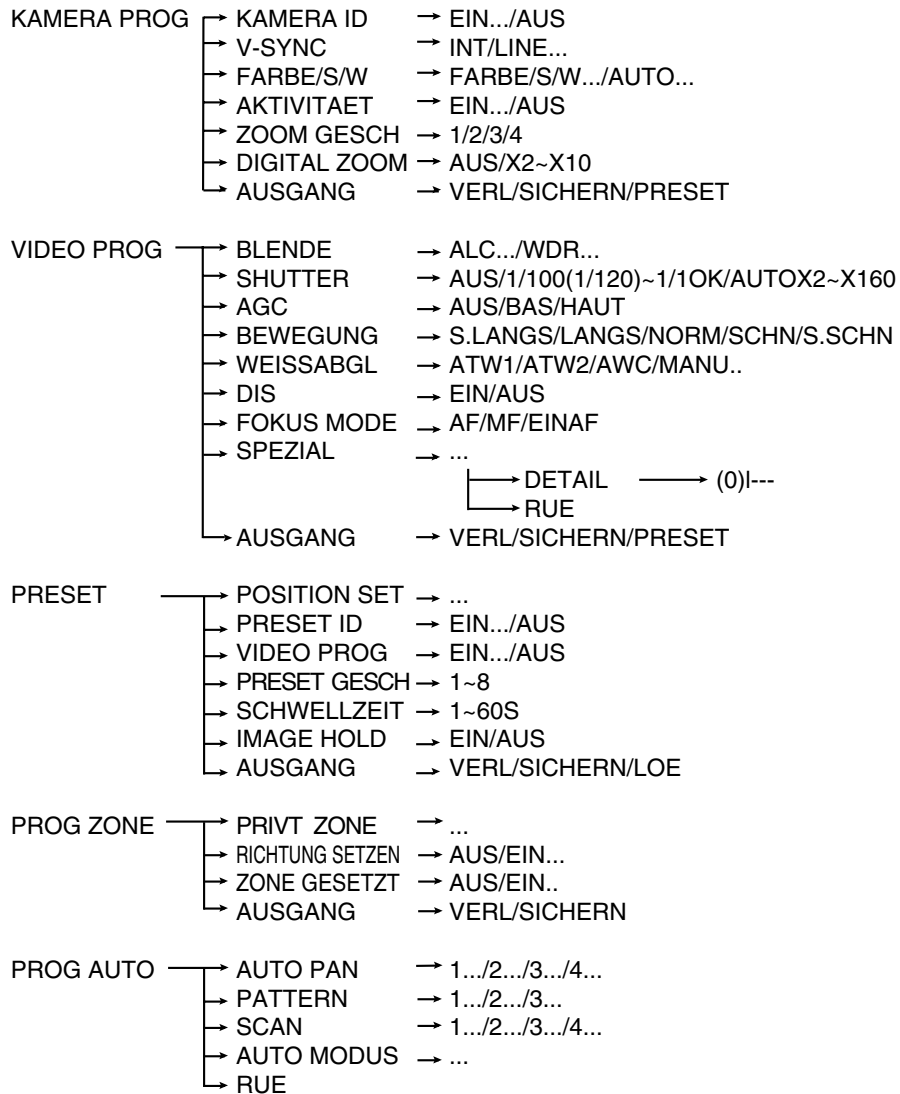 KAMERA PROG → KAMERA ID → EIN.../AUS
→ V-SYNC → INT/LINE...
→ FARBE/S/W → FARBE/S/W.../AUTO...
→ AKTIVITAET → EIN.../AUS
→ ZOOM GESCH → 1/2/3/4
→ DIGITAL ZOOM → AUS/X2~X10
→ AUSGANG → VERL/SICHERN/PRESET
VIDEO PROG → BLENDE → ALC.../WDR...
→ SHUTTER → AUS/1/100(1/120)~1/1OK/AUTOX2~X160
→ AGC → AUS/BAS/HAUT
→ BEWEGUNG → S.LANGS/LANGS/NORM/SCHN/S.SCHN
→ WEISSABGL → ATW1/ATW2/AWC/MANU..
→ DIS → EIN/AUS
→ FOKUS MODE → AF/MF/EINAF
→ SPEZIAL → ...
→ DETAIL → (0)I---
→ RUE
→ AUSGANG → VERL/SICHERN/PRESET
PRESET → POSITION SET → ...
→ PRESET ID → EIN.../AUS
→ VIDEO PROG → EIN.../AUS
→ PRESET GESCH → 1~8
→ SCHWELLZEIT → 1~60S
→ IMAGE HOLD → EIN/AUS
→ AUSGANG → VERL/SICHERN/LOE
PROG ZONE → PRIVT ZONE → ...
→ RICHTUNG SETZEN → AUS/EIN...
→ ZONE GESETZT → AUS/EIN..
→ AUSGANG → VERL/SICHERN
PROG AUTO → AUTO PAN → 1.../2.../3.../4...
→ PATTERN → 1.../2.../3...
→ SCAN → 1.../2.../3.../4...
→ AUTO MODUS → ...
→ RUE